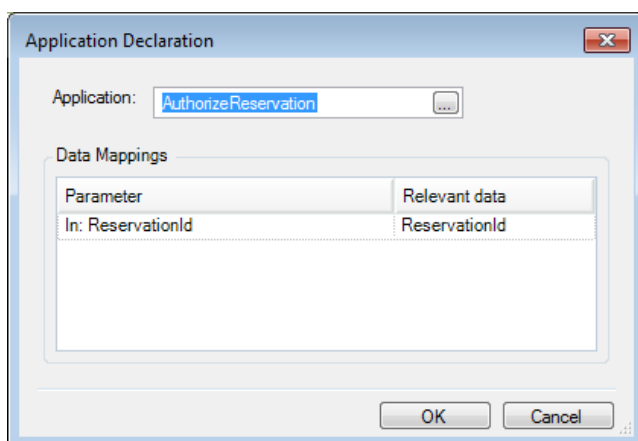 Application Declaration
Application: AuthorizeReservation ...
Data Mappings
Parameter Relevant data
In: ReservationId ReservationId
OK Cancel